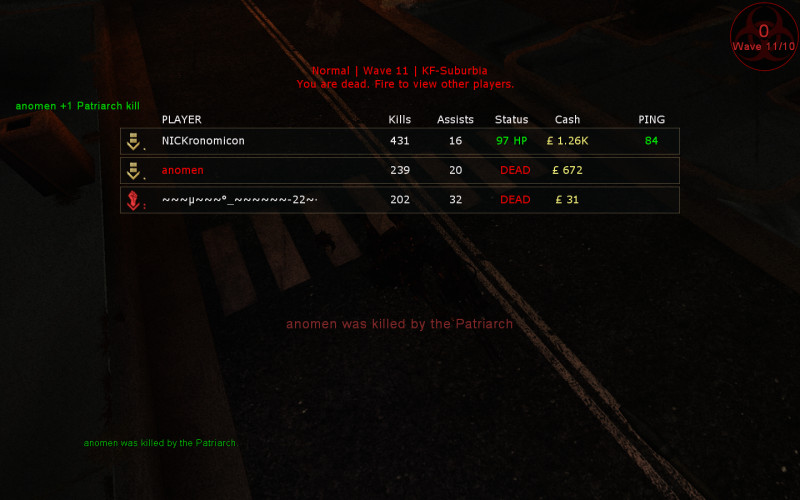 0
Wave 11/10
Normal | Wave 11 | KF-Suburbia
You are dead. Fire to view other players.
anomen +1 Patriarch kill
PLAYER Kills Assists Status Cash PING
NICKronomicon 431 16 97 HP £ 1.26K 84
anomen 239 20 DEAD £ 672
~~~µ~~~°_~~~~~~-22~· 202 32 DEAD £ 31
anomen was killed by the Patriarch
anomen was killed by the Patriarch